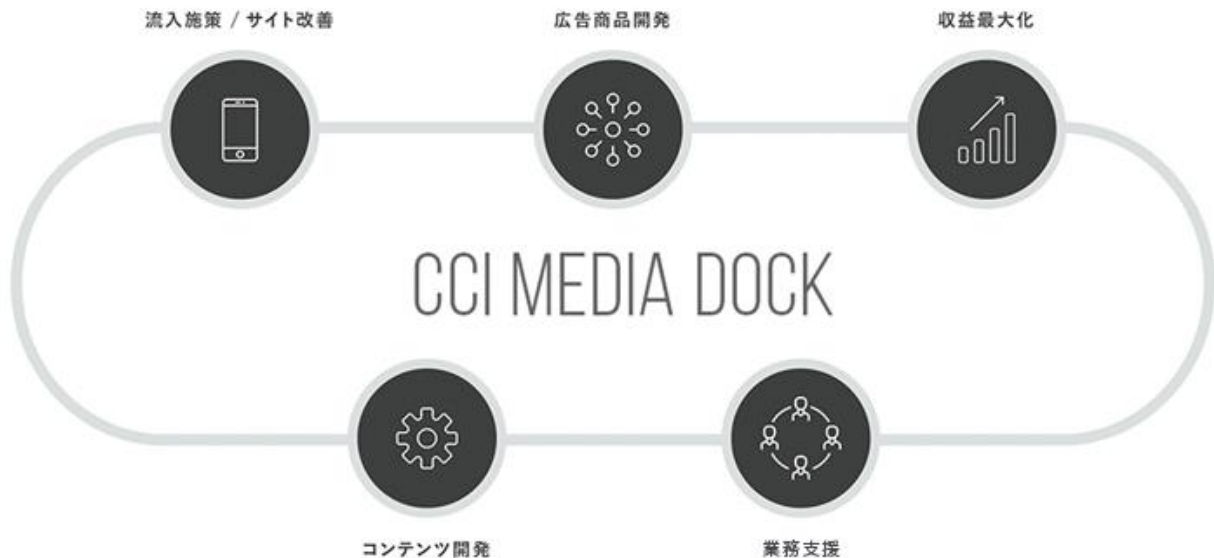 流入施策 / サイト改善
広告商品開発
収益最大化
CCI MEDIA DOCK
コンテンツ開発
業務支援